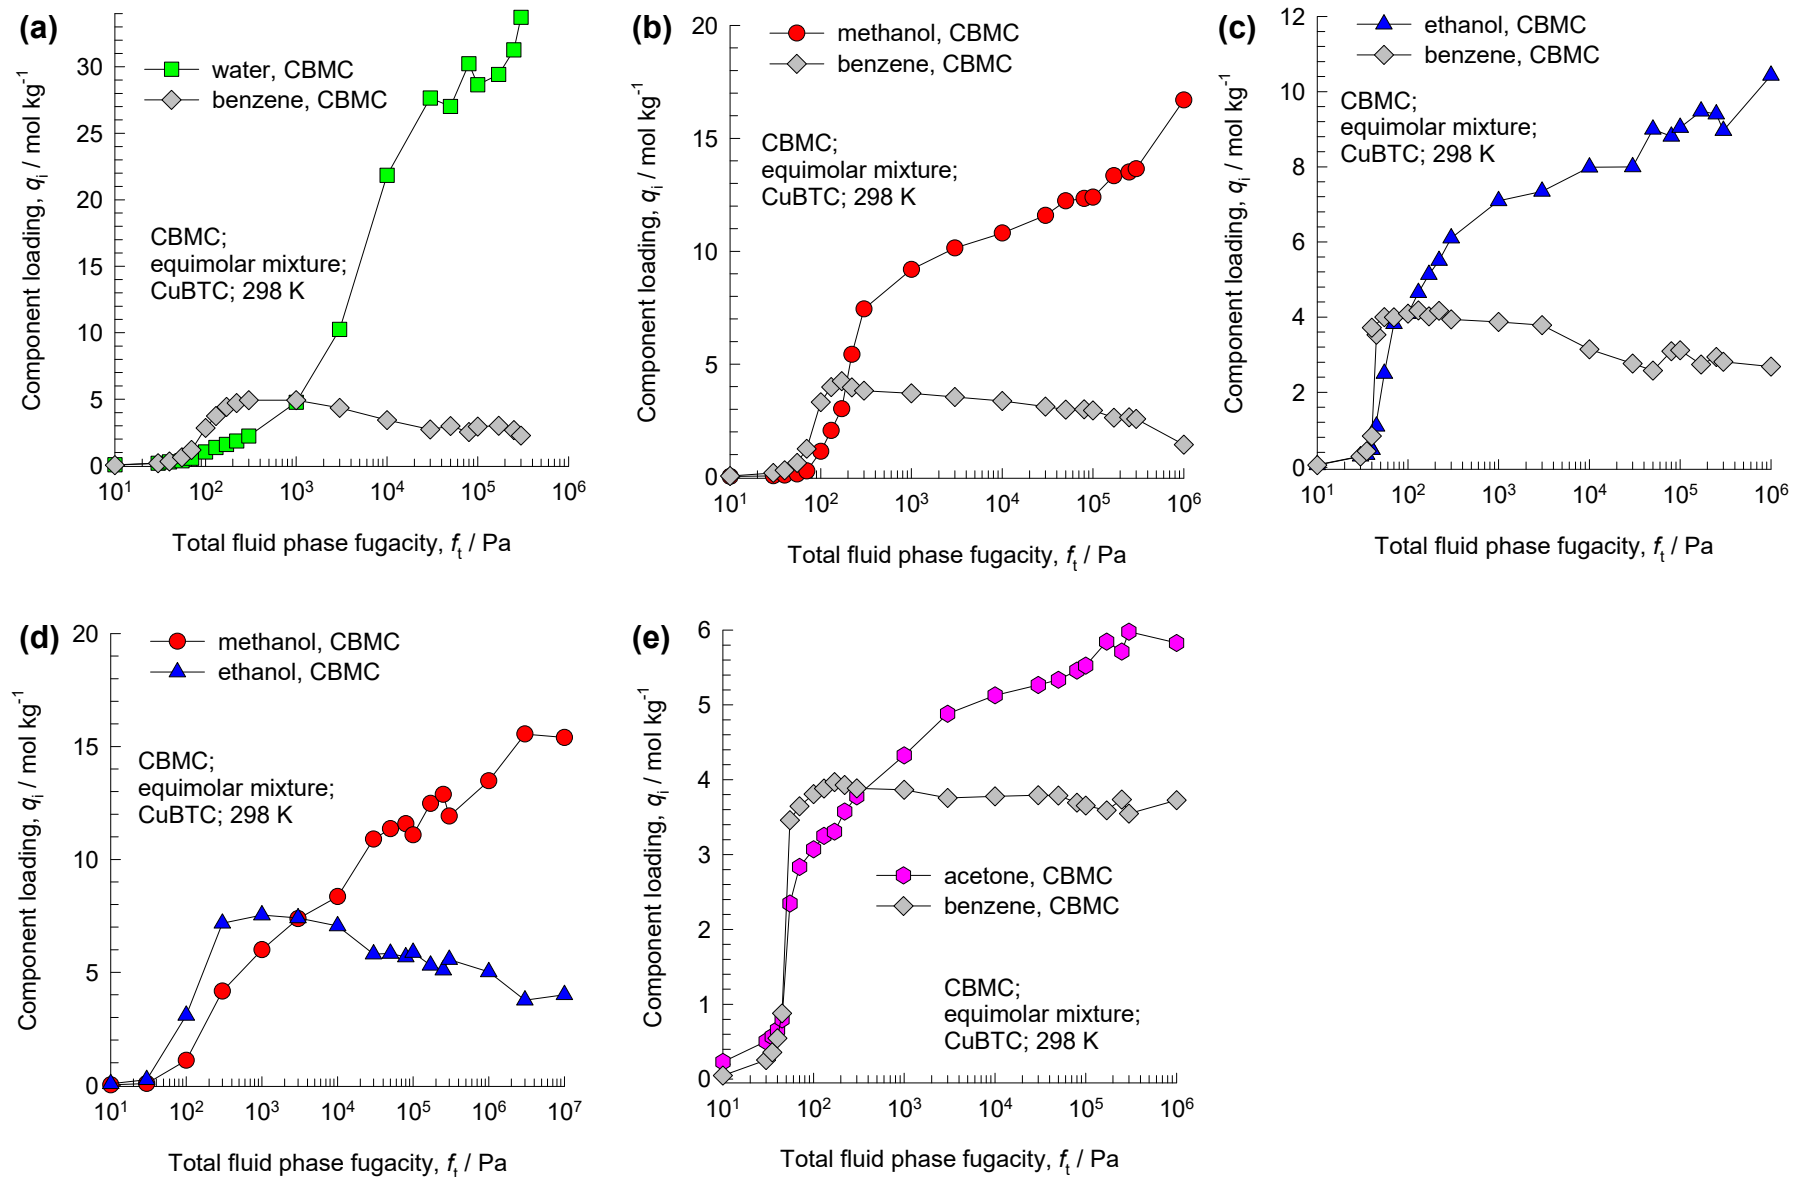 (a)
water, CBMC
benzene, CBMC
CBMC;
equimolar mixture;
CuBTC; 298 K
Component loading, qᵢ / mol kg⁻¹
30
25
20
15
10
5
0
10¹ 10² 10³ 10⁴ 10⁵ 10⁶
Total fluid phase fugacity, fₜ / Pa
(b)
methanol, CBMC
benzene, CBMC
CBMC;
equimolar mixture;
CuBTC; 298 K
Component loading, qᵢ / mol kg⁻¹
20
15
10
5
0
10¹ 10² 10³ 10⁴ 10⁵ 10⁶
Total fluid phase fugacity, fₜ / Pa
(c)
ethanol, CBMC
benzene, CBMC
CBMC;
equimolar mixture;
CuBTC; 298 K
Component loading, qᵢ / mol kg⁻¹
12
10
8
6
4
2
0
10¹ 10² 10³ 10⁴ 10⁵ 10⁶
Total fluid phase fugacity, fₜ / Pa
(d)
methanol, CBMC
ethanol, CBMC
CBMC;
equimolar mixture;
CuBTC; 298 K
Component loading, qᵢ / mol kg⁻¹
20
15
10
5
0
10¹ 10² 10³ 10⁴ 10⁵ 10⁶ 10⁷
Total fluid phase fugacity, fₜ / Pa
(e)
acetone, CBMC
benzene, CBMC
CBMC;
equimolar mixture;
CuBTC; 298 K
Component loading, qᵢ / mol kg⁻¹
6
5
4
3
2
1
0
10¹ 10² 10³ 10⁴ 10⁵ 10⁶
Total fluid phase fugacity, fₜ / Pa